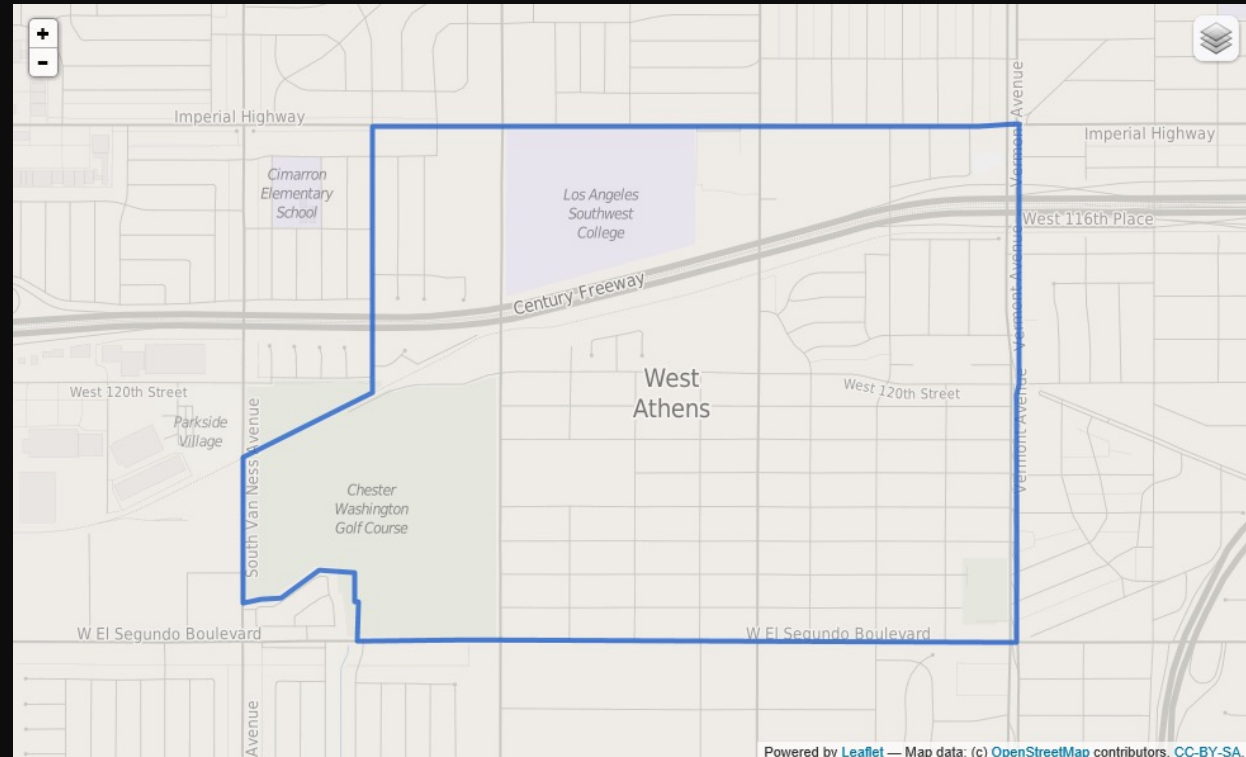 +
-
Imperial Highway
Vermont Avenue
Imperial Highway
Cimarron
Elementary
School
Los Angeles
Southwest
College
West 116th Place
Century Freeway
Vermont Avenue
West 120th Street
West
Athens
West 120th Street
Parkside
Village
South Van Ness Avenue
Vermont Avenue
Chester
Washington
Golf Course
W El Segundo Boulevard
W El Segundo Boulevard
Avenue
Powered by Leaflet — Map data: (c) OpenStreetMap contributors, CC-BY-SA.